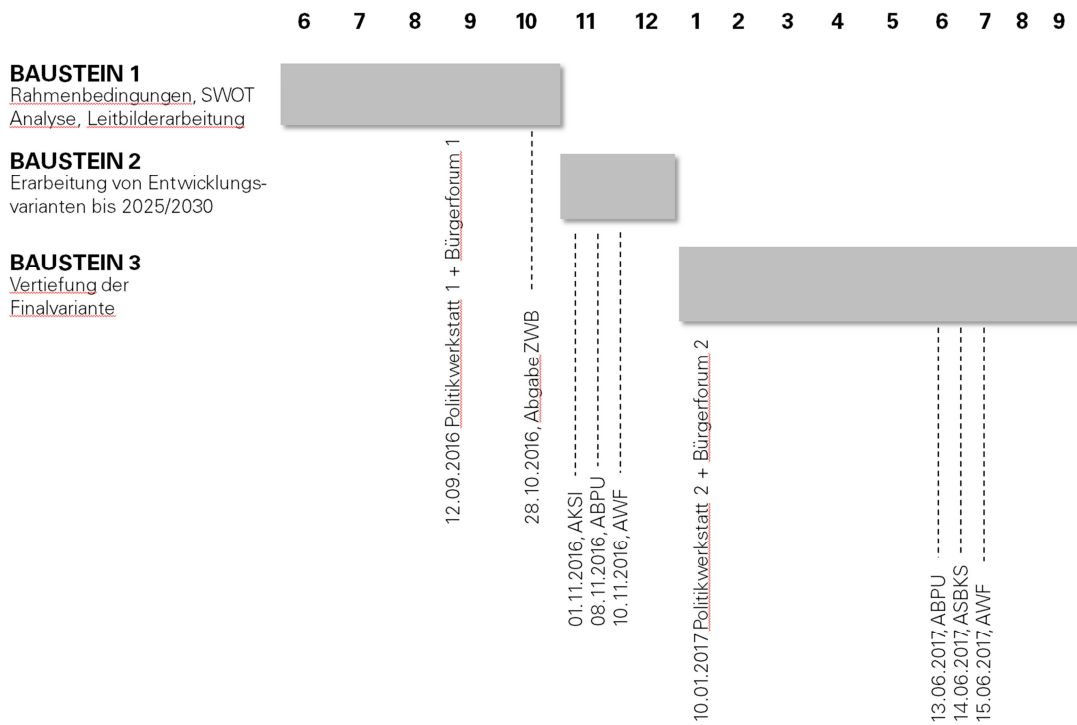 6 7 8 9 10 11 12 1 2 3 4 5 6 7 8 9
BAUSTEIN 1
Rahmenbedingungen, SWOT
Analyse, Leitbilderarbeitung
BAUSTEIN 2
Erarbeitung von Entwicklungs-
varianten bis 2025/2030
BAUSTEIN 3
Vertiefung der
Finalvariante
12.09.2016 Politikwerkstatt 1 + Bürgerforum 1
28.10.2016, Abgabe ZWB
01.11.2016, AKSI
08.11.2016, ABPU
10.11.2016, AWF
10.01.2017 Politikwerkstatt 2 + Bürgerforum 2
13.06.2017, ABPU
14.06.2017, ASBKS
15.06.2017, AWF